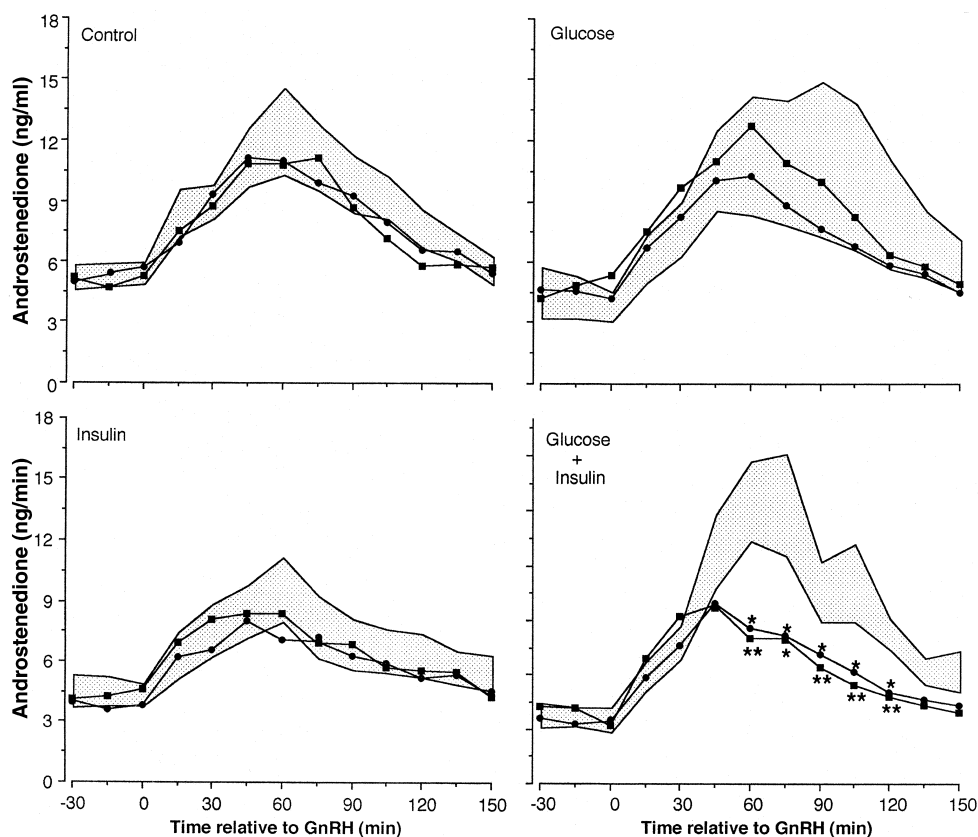 Control
Glucose
Androstenedione (ng/ml)
18
15
12
9
6
3
0
Insulin
Glucose
+
Insulin
Androstenedione (ng/min)
18
15
12
9
6
3
0
* * * * *
** * ** ** **
-30 0 30 60 90 120 150
-30 0 30 60 90 120 150
Time relative to GnRH (min)
Time relative to GnRH (min)